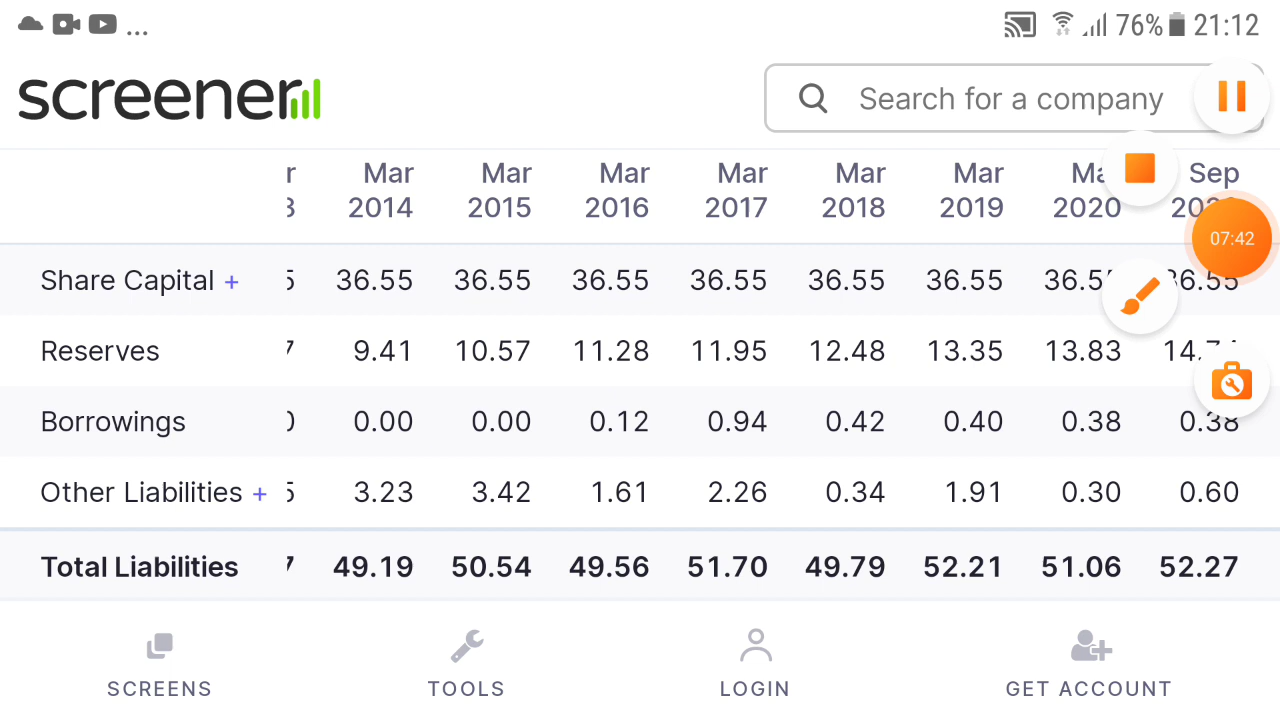 ... 76% 21:12
screener Search for a company
Mar Mar Mar Mar Mar Mar Sep
2014 2015 2016 2017 2018 2019 2020
07:42
Share Capital + 36.55 36.55 36.55 36.55 36.55 36.55
Reserves 9.41 10.57 11.28 11.95 12.48 13.35 13.83
Borrowings 0.00 0.00 0.12 0.94 0.42 0.40 0.38 0.38
Other Liabilities + 3.23 3.42 1.61 2.26 0.34 1.91 0.30 0.60
Total Liabilities 49.19 50.54 49.56 51.70 49.79 52.21 51.06 52.27
SCREENS TOOLS LOGIN GET ACCOUNT